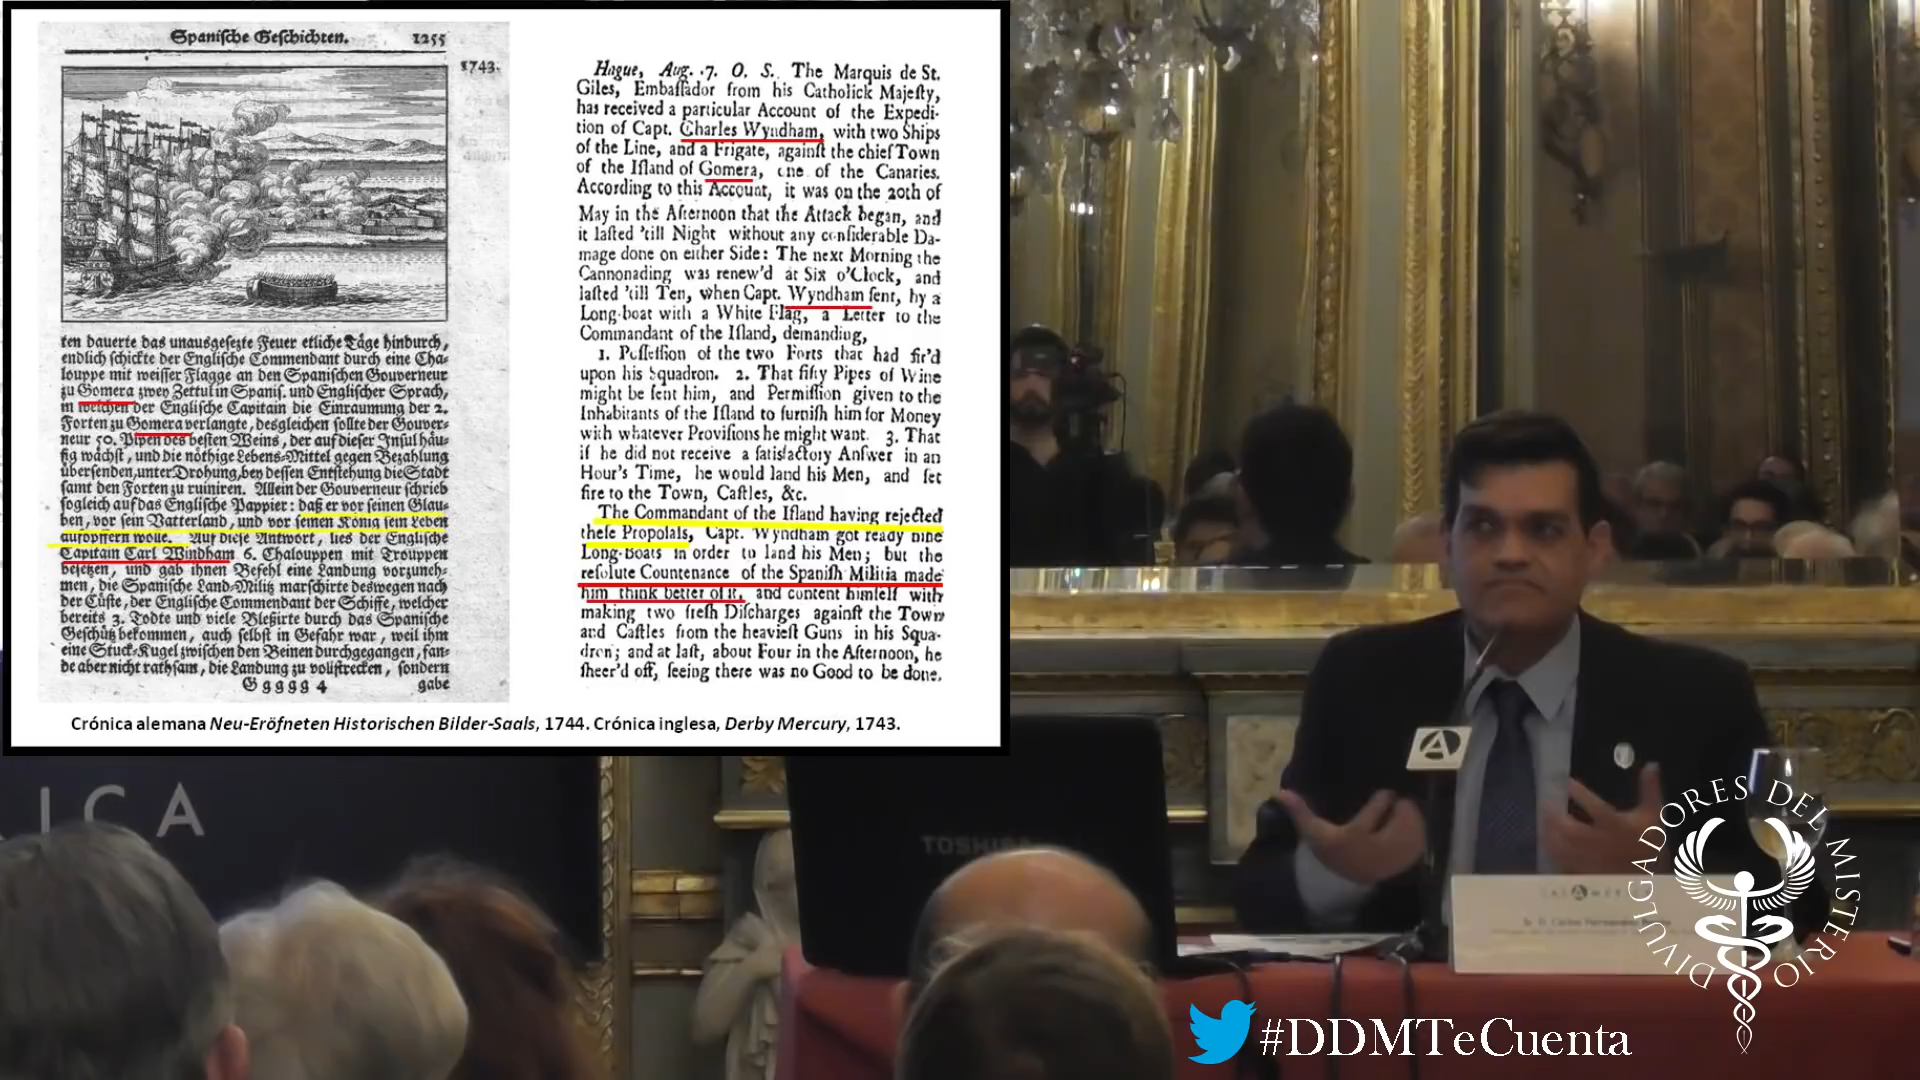 Spanische Geschichten. 1255
1743.
ten dauerte das unausgesezte Feuer etliche Täge hindurch,
endlich schickte der Englische Commendant durch eine Cha-
louppe mit weisser Flagge an den Spanischen Gouverneur
zu Gomera zwey Zettul in Spanis. und Englischer Sprach,
in welchen der Englische Capitain die Einraumung der 2.
Forten zu Gomera verlangte, desgleichen sollte der Gouver-
neur 50. Pipen des besten Weins, der auf dieser Insul häu-
fig wächst, und die nöthige Lebens-Mittel gegen Bezahlung
übersenden, unter Drohung, bey dessen Entstehung die Stadt
samt den Forten zu ruiniren. Allein der Gouverneur schrieb
sogleich auf das Englische Pappier: daß er vor seinen Glau-
ben, vor sein Vatterland, und vor seinen König sein Leben
aufopffern wolle. Auf diese Antwort, lies der Englische
Capitain Carl Windham 6. Chalouppen mit Trouppen
besetzen, und gab ihnen Befehl eine Landung vorzuneh-
men, die Spanische Land-Militz marschirte deswegen nach
der Cüste, der Englische Commendant der Schiffe, welcher
bereits 3. Todte und viele Bleßirte durch das Spanische
Geschütz bekommen, auch selbst in Gefahr war, weil ihm
eine Stuck-Kugel zwischen den Beinen durchgegangen, fan-
de aber nicht rathsam, die Landung zu vollstrecken, sondern
Ggggg 4 gabe
Hague, Aug. 7. O. S. The Marquis de St.
Giles, Embaſſador from his Catholick Majeſty,
has received a particular Account of the Expedi-
tion of Capt. Charles Wyndham, with two Ships
of the Line, and a Frigate, againſt the chief Town
of the Iſland of Gomera, one of the Canaries.
According to this Account, it was on the 20th of
May in the Afternoon that the Attack began, and
it laſted 'till Night without any conſiderable Da-
mage done on either Side: The next Morning the
Cannonading was renew'd at Six o'Clock, and
laſted 'till Ten, when Capt. Wyndham ſent, by a
Long-boat with a White Flag, a Letter to the
Commandant of the Iſland, demanding,
1. Poſſeſſion of the two Forts that had fir'd
upon his Squadron. 2. That fifty Pipes of Wine
might be ſent him, and Permiſſion given to the
Inhabitants of the Iſland to furniſh him for Money
with whatever Proviſions he might want. 3. That
if he did not receive a ſatisfactory Anſwer in an
Hour's Time, he would land his Men, and ſet
fire to the Town, Caſtles, &c.
The Commandant of the Iſland having rejected
theſe Propoſals, Capt. Wyndham got ready nine
Long-Boats in order to land his Men; but the
reſolute Countenance of the Spaniſh Militia made
him think better of it, and content himſelf with
making two freſh Diſcharges againſt the Town
and Caſtles from the heavieſt Guns in his Squa-
dron; and at laſt, about Four in the Afternoon, he
ſheer'd off, ſeeing there was no Good to be done.
Crónica alemana Neu-Eröfneten Historischen Bilder-Saals, 1744. Crónica inglesa, Derby Mercury, 1743.
ICA
TOSHIBA
A
DIVULGADORES DEL MISTERIO
#DDMTeCuenta